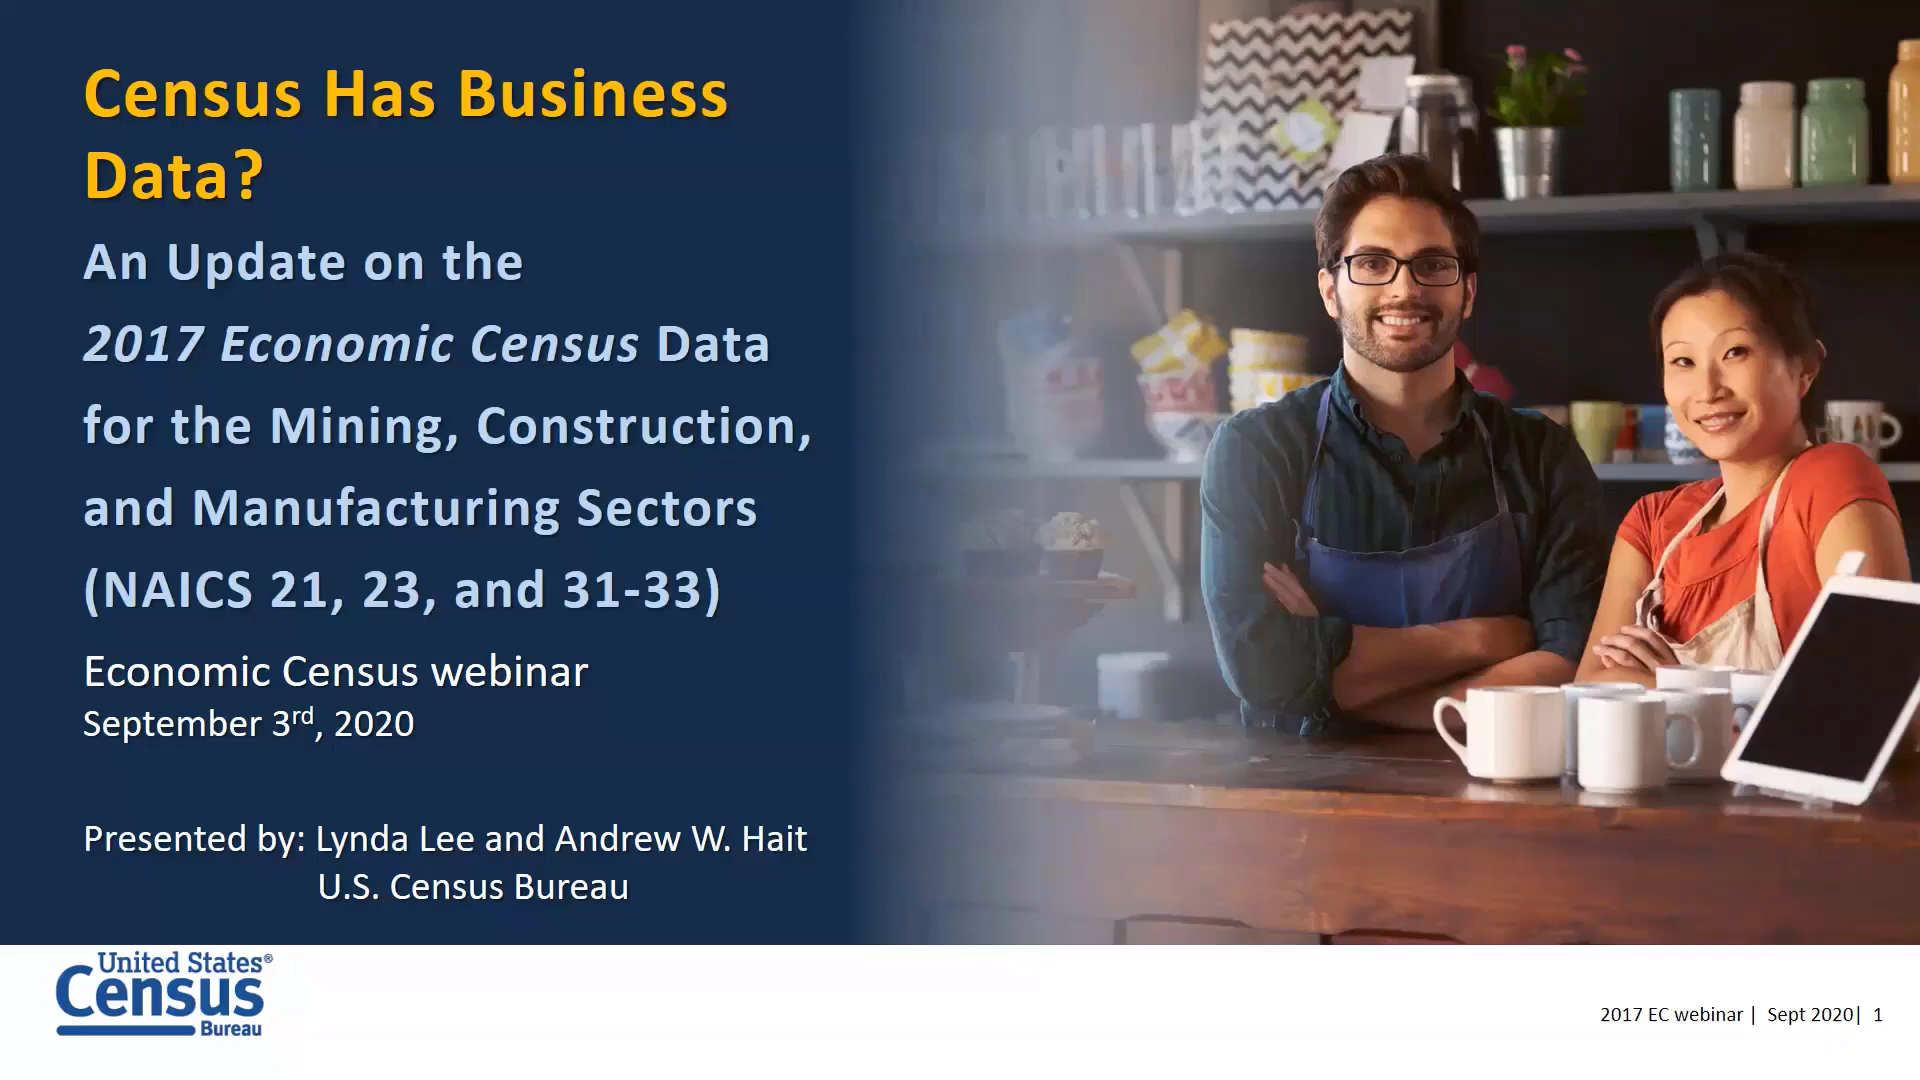 Census Has Business
Data?
An Update on the
2017 Economic Census Data
for the Mining, Construction,
and Manufacturing Sectors
(NAICS 21, 23, and 31-33)
Economic Census webinar
September 3rd, 2020
Presented by: Lynda Lee and Andrew W. Hait
U.S. Census Bureau
United States®
Census
Bureau
2017 EC webinar | Sept 2020| 1